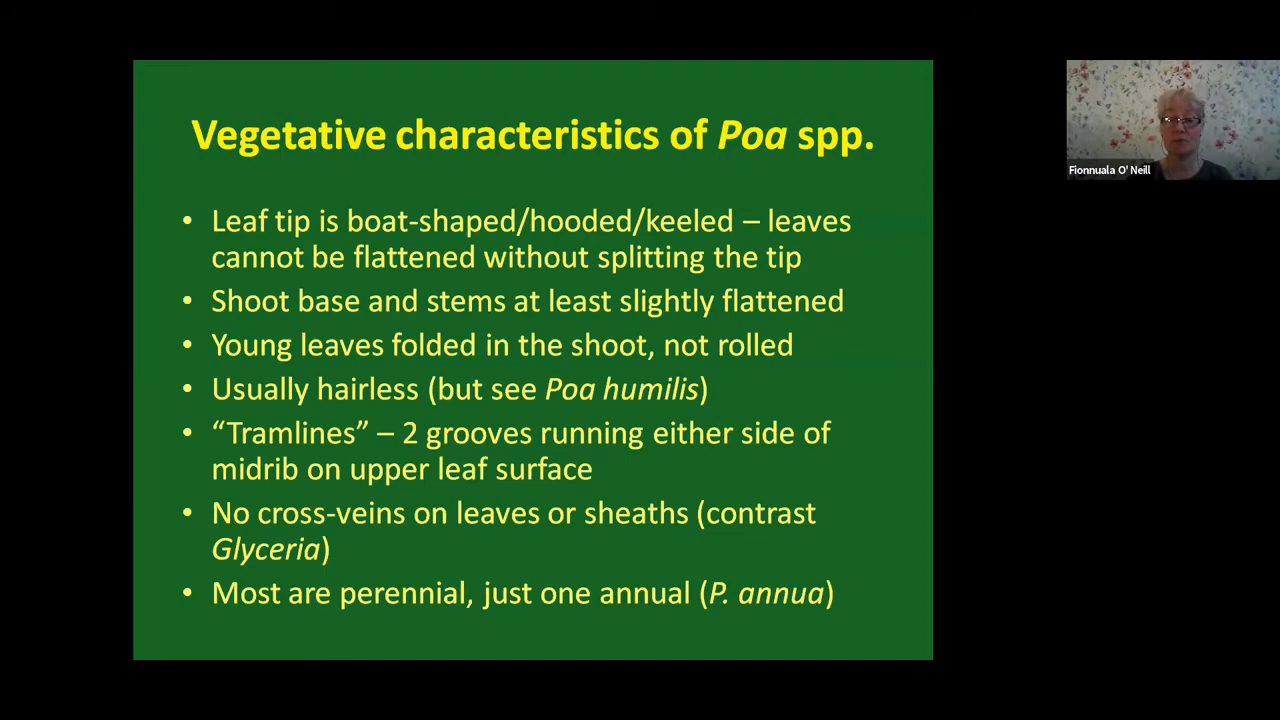 Vegetative characteristics of Poa spp.
• Leaf tip is boat-shaped/hooded/keeled – leaves
cannot be flattened without splitting the tip
• Shoot base and stems at least slightly flattened
• Young leaves folded in the shoot, not rolled
• Usually hairless (but see Poa humilis)
• “Tramlines” – 2 grooves running either side of
midrib on upper leaf surface
• No cross-veins on leaves or sheaths (contrast
Glyceria)
• Most are perennial, just one annual (P. annua)
Fionnuala O' Neill